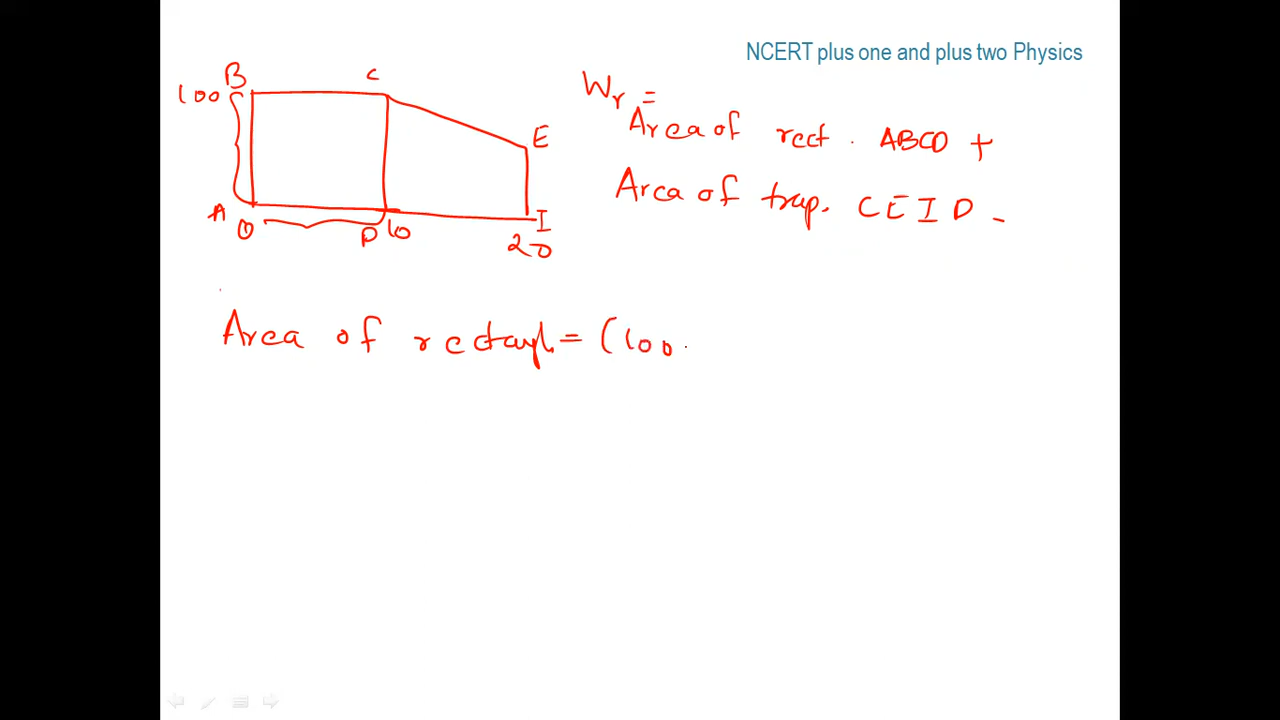 NCERT plus one and plus two Physics
B
C
100
E
A
0
D
10
I
20
Wr =
Area of rect. ABCD +
Area of trap. CEID -
Area of = (100